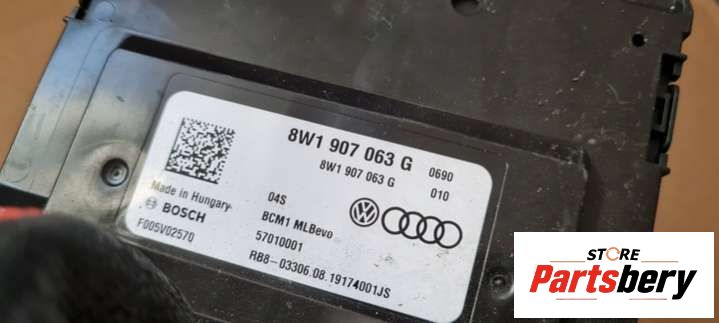 8W1 907 063 G 0690
8W1 907 063 G 010
04S
Made in Hungary
BCM1 MLBevo
BOSCH
57010001
F005V02570
RB8-03306.08.19174001JS
STORE
Partsbery